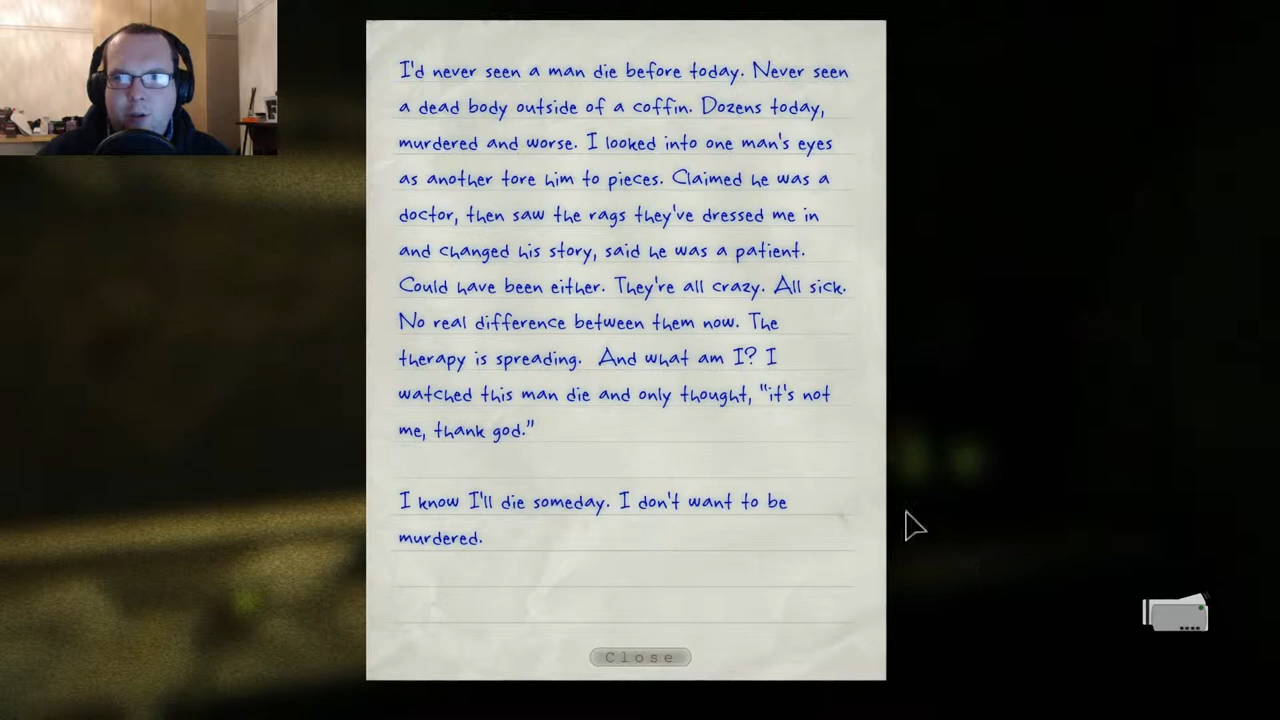 I'd never seen a man die before today. Never seen
a dead body outside of a coffin. Dozens today,
murdered and worse. I looked into one man's eyes
as another tore him to pieces. Claimed he was a
doctor, then saw the rags they've dressed me in
and changed his story, said he was a patient.
Could have been either. They're all crazy. All sick.
No real difference between them now. The
therapy is spreading. And what am I? I
watched this man die and only thought, "it's not
me, thank god."
I know I'll die someday. I don't want to be
murdered.
Close